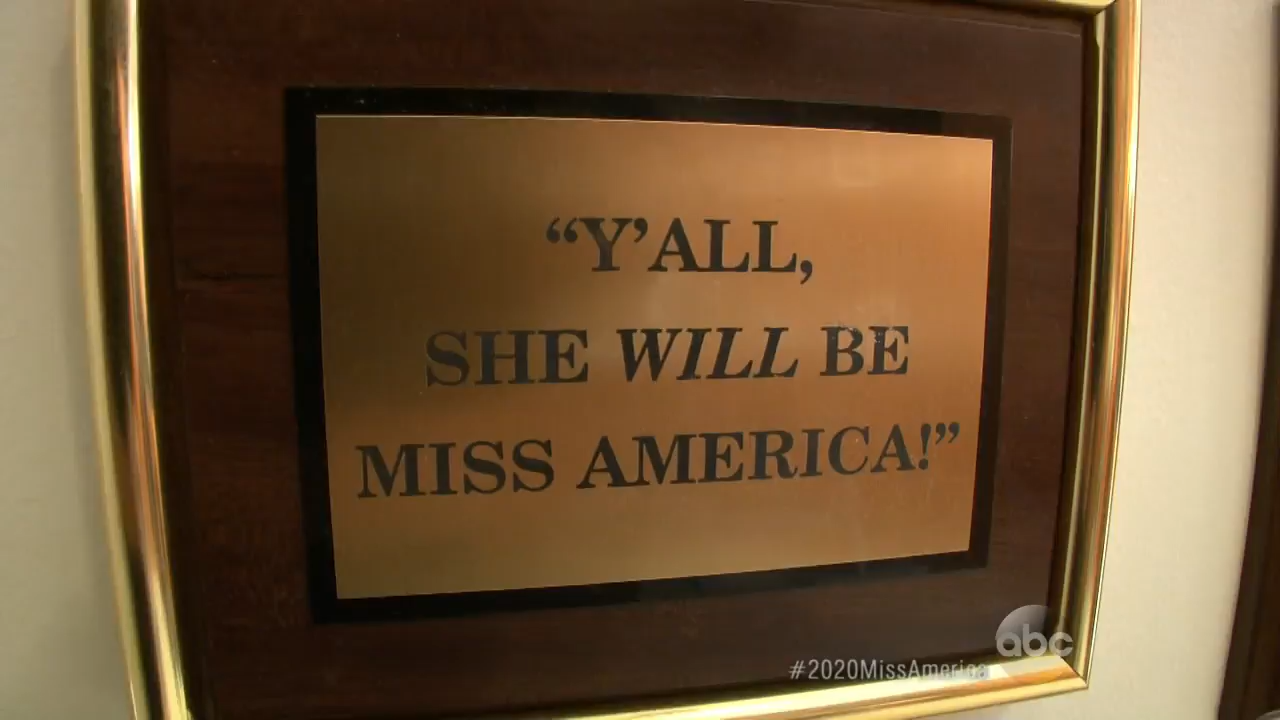 “Y’ALL,
SHE WILL BE
MISS AMERICA!”
abc
#2020MissAmerica